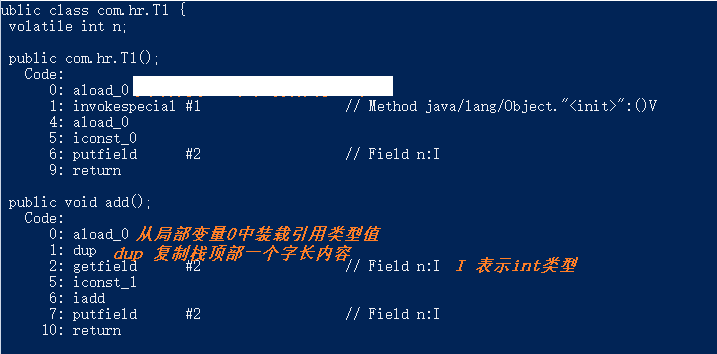 ublic class com.hr.T1 {
volatile int n;
public com.hr.T1();
Code:
0: aload_0
1: invokespecial #1 // Method java/lang/Object."<init>":()V
4: aload_0
5: iconst_0
6: putfield #2 // Field n:I
9: return
public void add();
Code:
0: aload_0 从局部变量0中装载引用类型值
1: dup dup 复制栈顶部一个字长内容
2: getfield #2 // Field n:I I 表示int类型
5: iconst_1
6: iadd
7: putfield #2 // Field n:I
10: return